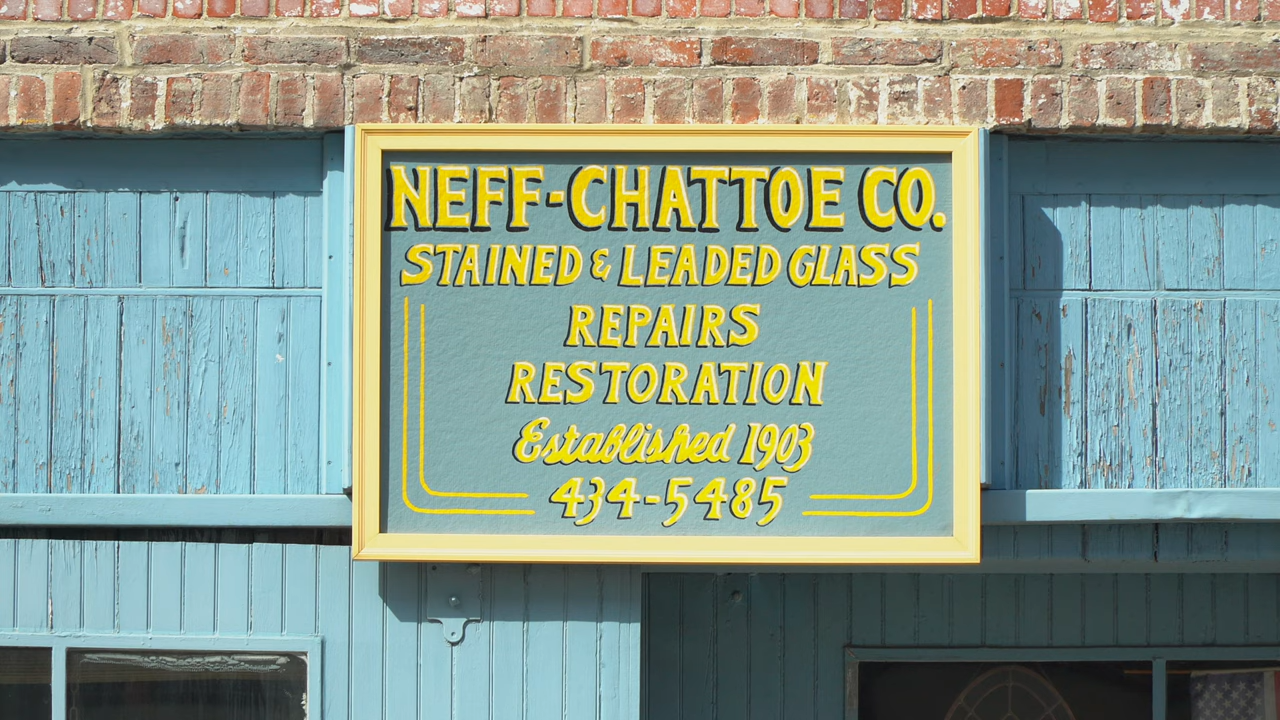 NEFF-CHATTOE CO.
STAINED & LEADED GLASS
REPAIRS
RESTORATION
Established 1903
434-5485